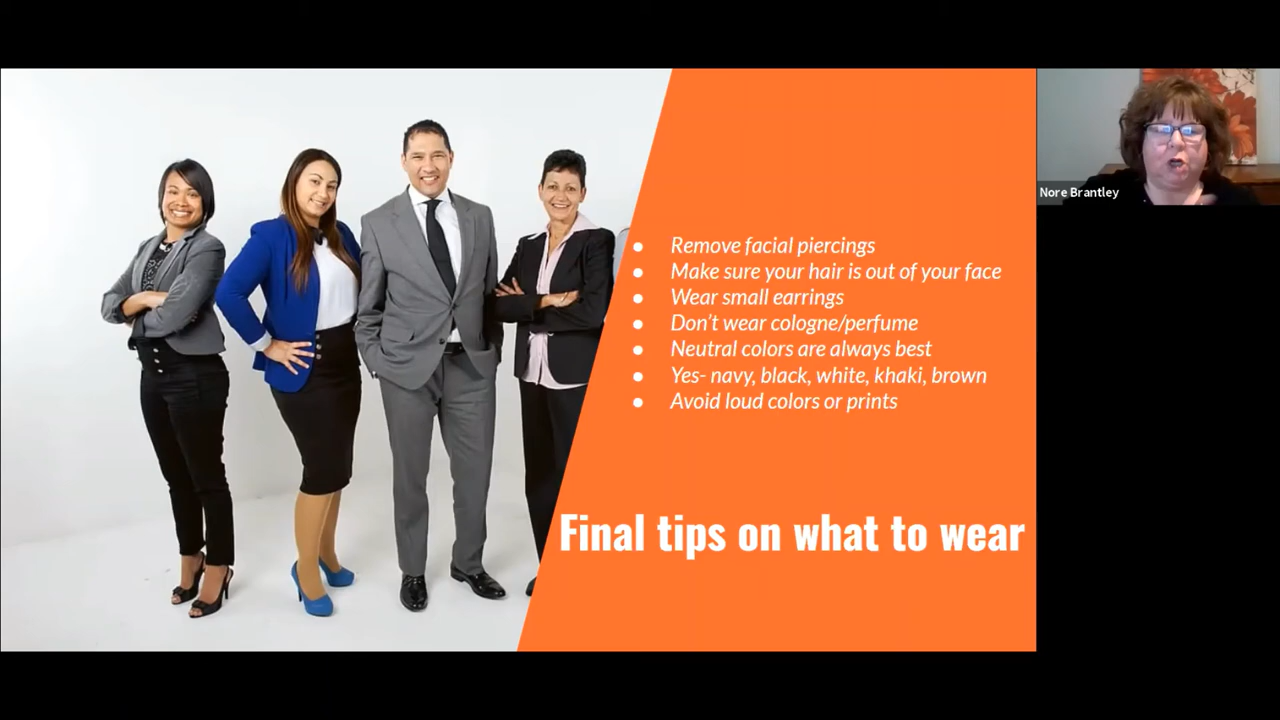 Nore Brantley
● Remove facial piercings
● Make sure your hair is out of your face
● Wear small earrings
● Don't wear cologne/perfume
● Neutral colors are always best
● Yes- navy, black, white, khaki, brown
● Avoid loud colors or prints
Final tips on what to wear